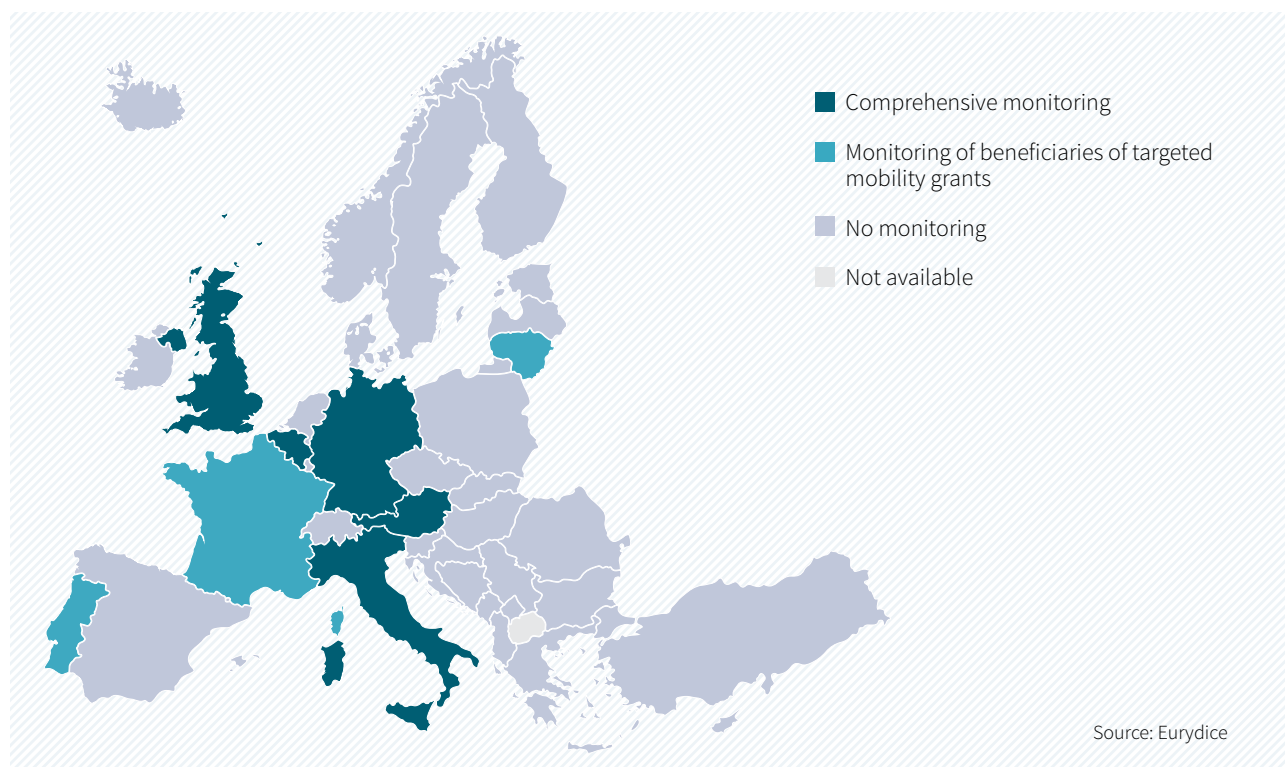 Comprehensive monitoring
Monitoring of beneficiaries of targeted
mobility grants
No monitoring
Not available
Source: Eurydice